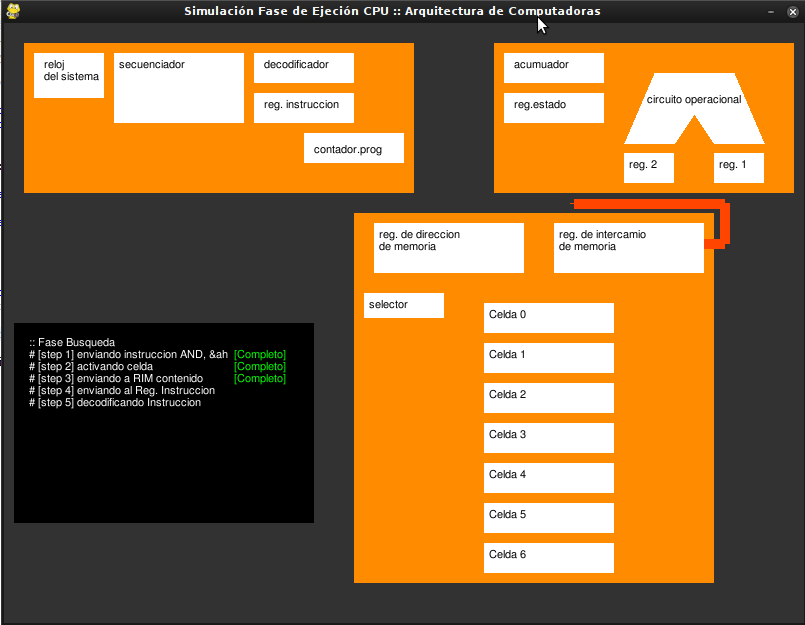 Simulación Fase de Ejeción CPU :: Arquitectura de Computadoras
reloj
del sistema
secuenciador
decodificador
reg. instruccion
contador.prog
acumuador
reg.estado
circuito operacional
reg. 2
reg. 1
reg. de direccion
de memoria
reg. de intercamio
de memoria
selector
Celda 0
Celda 1
Celda 2
Celda 3
Celda 4
Celda 5
Celda 6
:: Fase Busqueda
# [step 1] enviando instruccion AND, &ah [Completo]
# [step 2] activando celda [Completo]
# [step 3] enviando a RIM contenido [Completo]
# [step 4] enviando al Reg. Instruccion
# [step 5] decodificando Instruccion